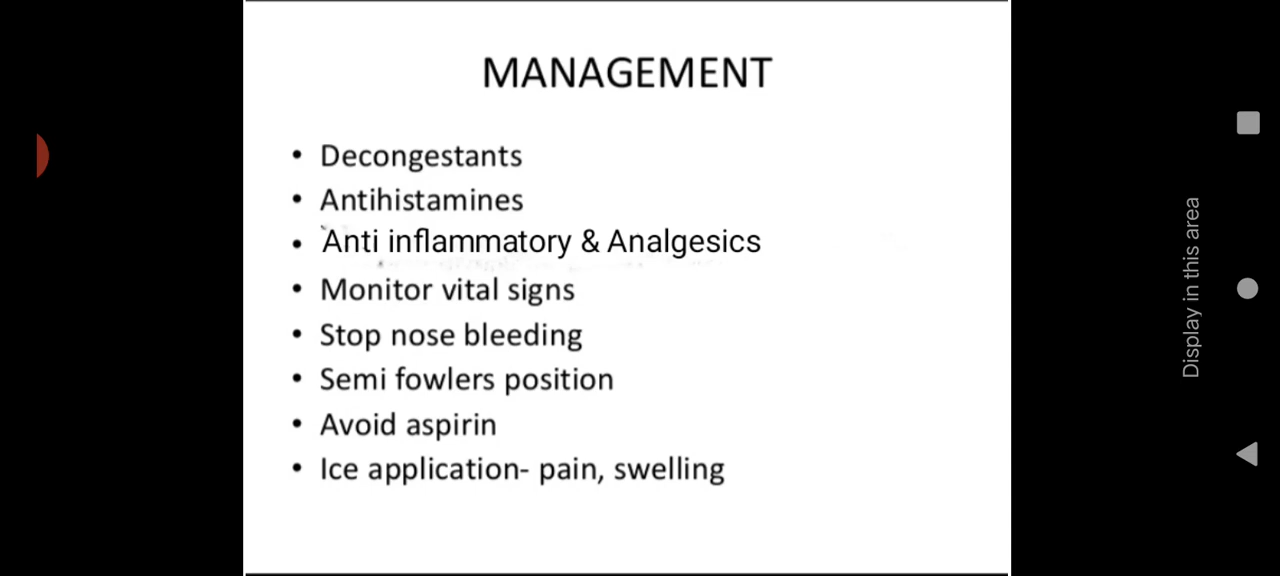 MANAGEMENT
• Decongestants
• Antihistamines
• Anti inflammatory & Analgesics
• Monitor vital signs
• Stop nose bleeding
• Semi fowlers position
• Avoid aspirin
• Ice application- pain, swelling
Display in this area